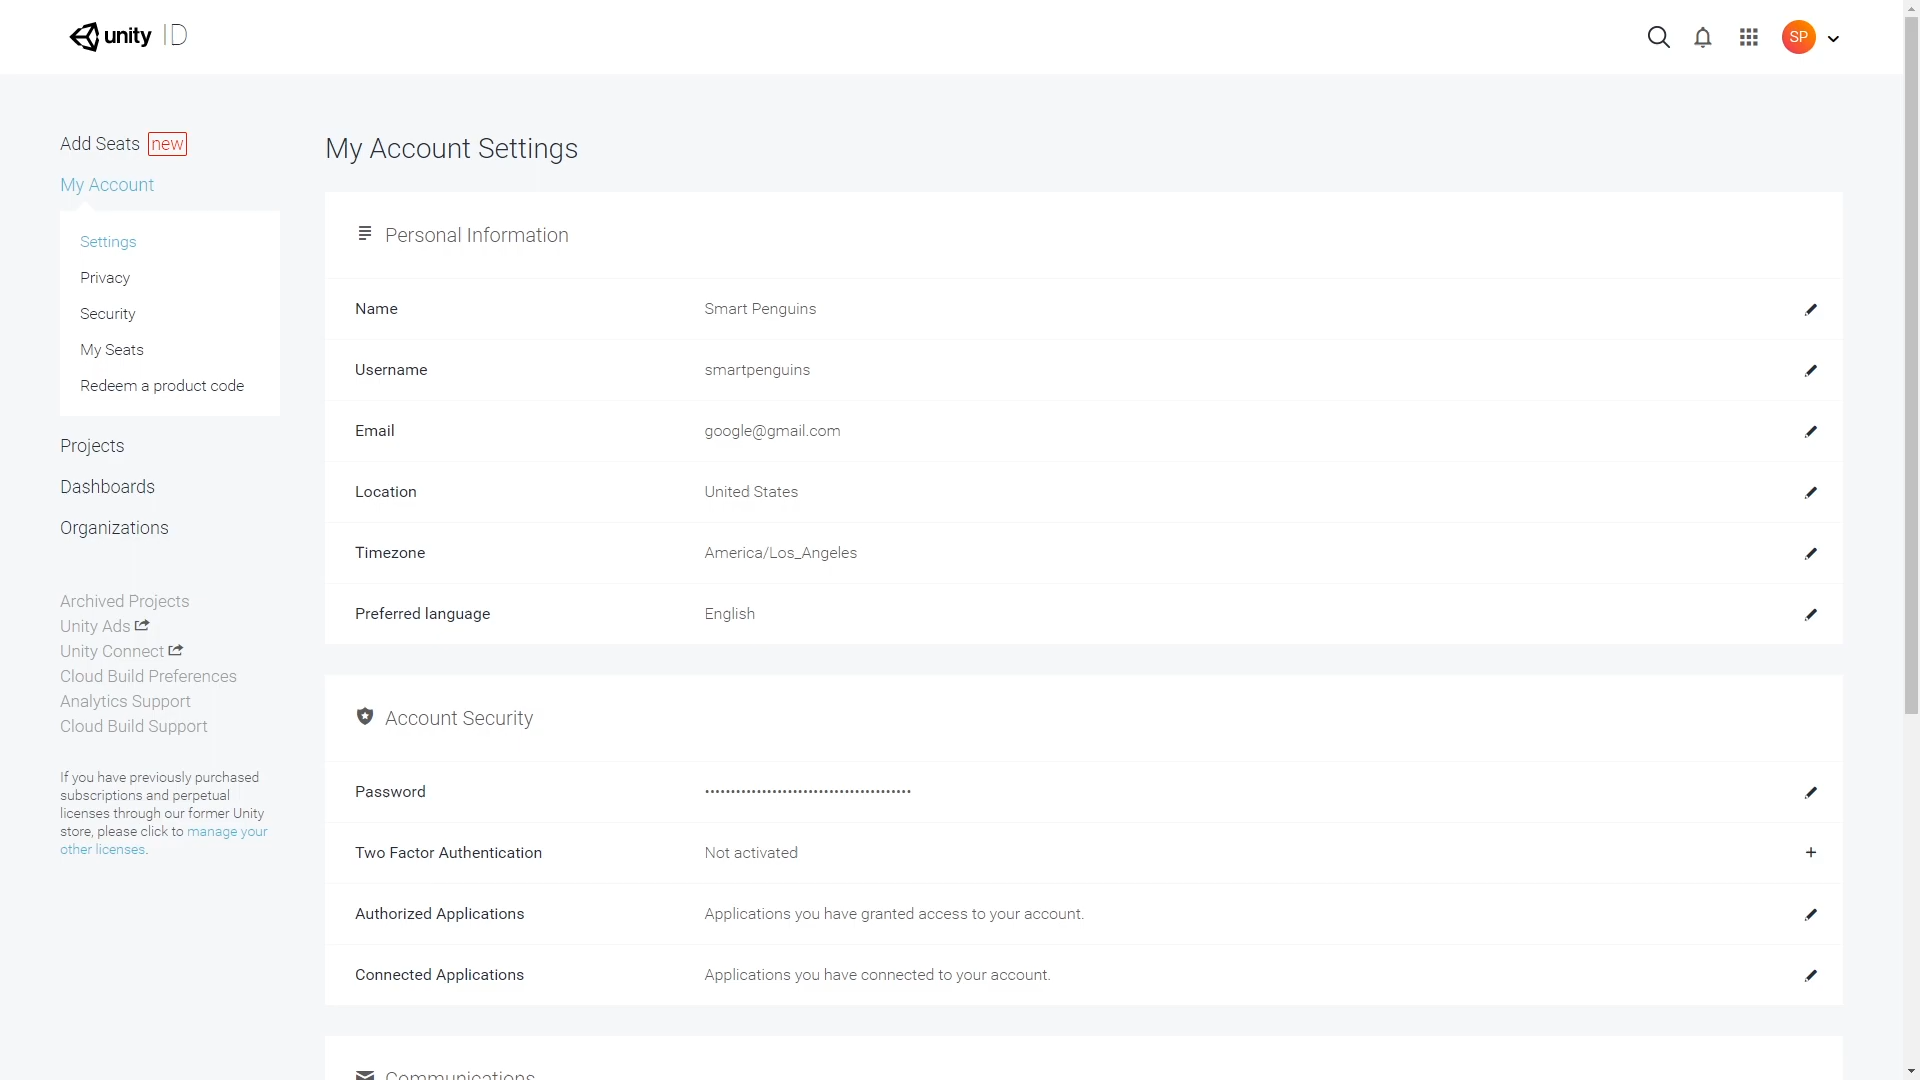 unity ID
SP
Add Seats new
My Account
Settings
Privacy
Security
My Seats
Redeem a product code
Projects
Dashboards
Organizations
Archived Projects
Unity Ads
Unity Connect
Cloud Build Preferences
Analytics Support
Cloud Build Support
If you have previously purchased
subscriptions and perpetual
licenses through our former Unity
store, please click to manage your
other licenses.
My Account Settings
Personal Information
Name Smart Penguins
Username smartpenguins
Email google@gmail.com
Location United States
Timezone America/Los_Angeles
Preferred language English
Account Security
Password ••••••••••••••••••••••••••••••••••••••••
Two Factor Authentication Not activated
Authorized Applications Applications you have granted access to your account.
Connected Applications Applications you have connected to your account.
Communications